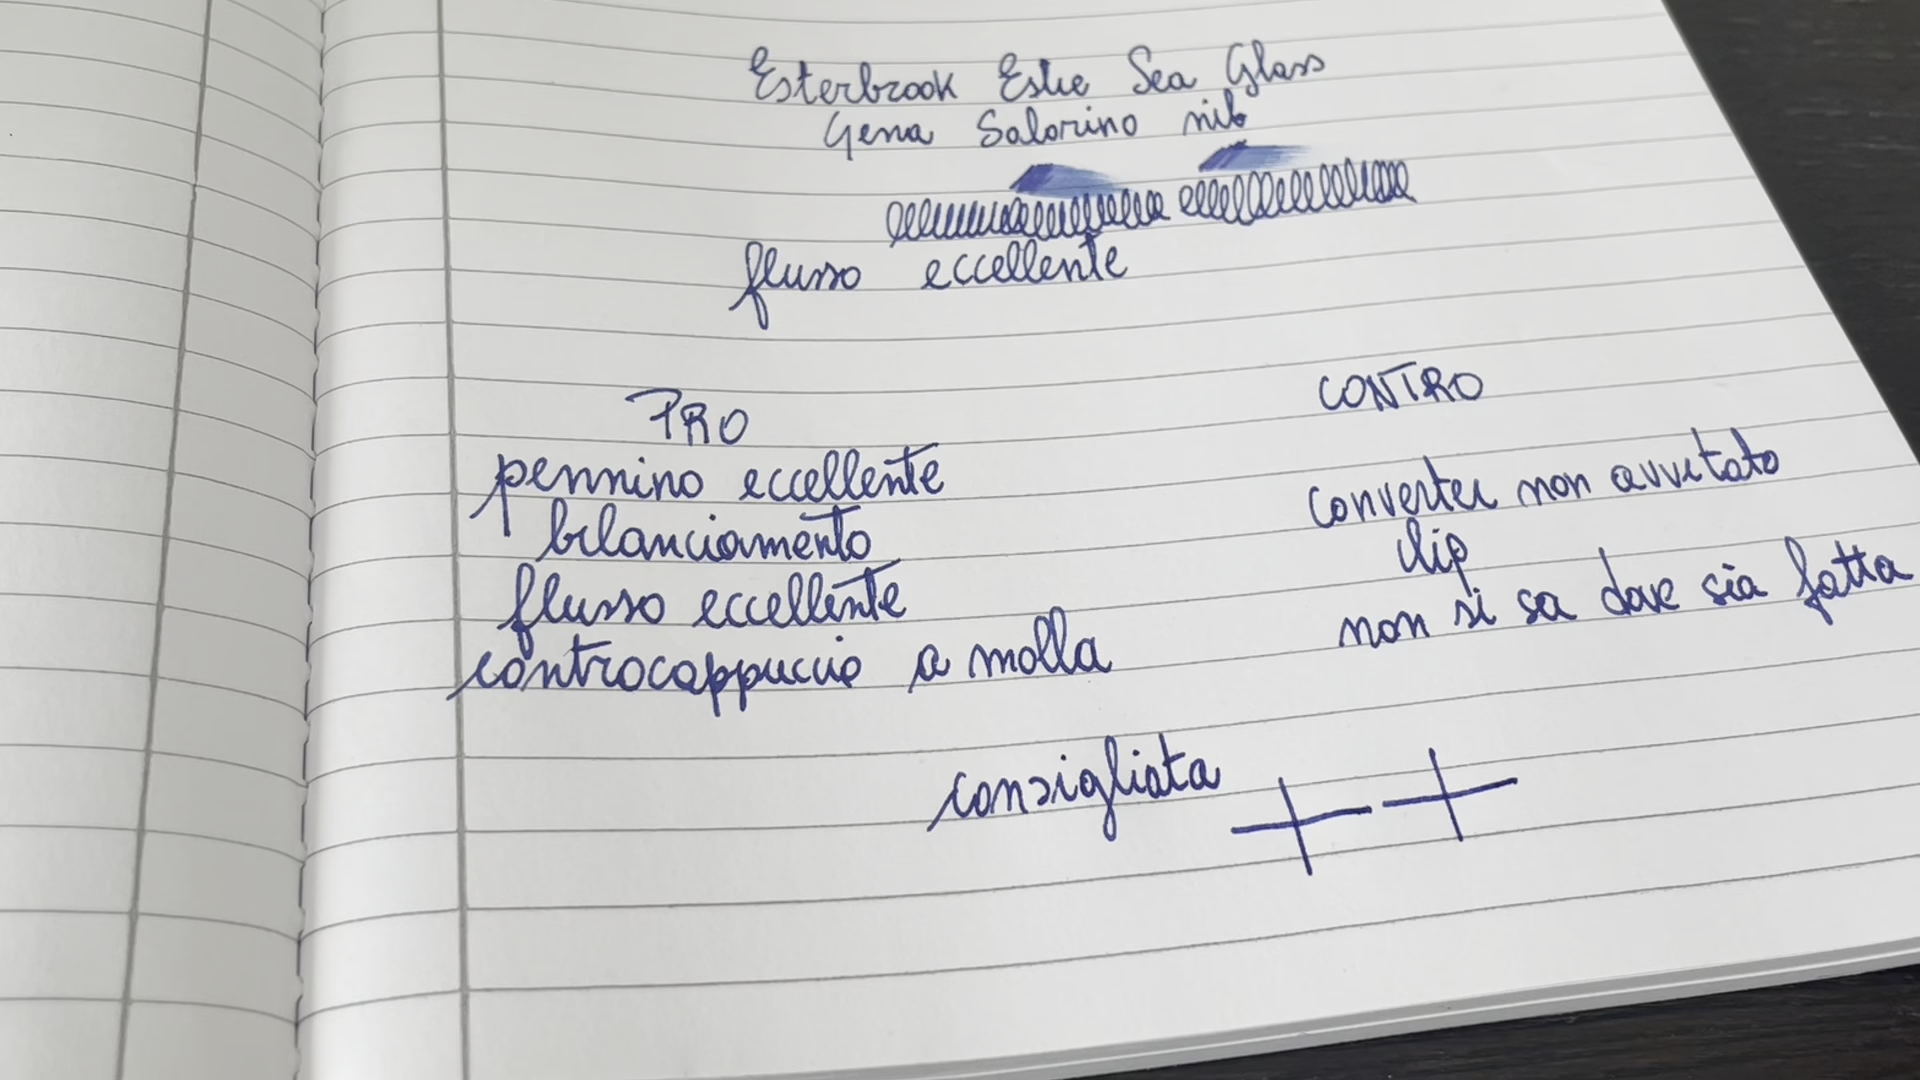 Esterbrook Estie Sea Glass
Gena Salorino nib
flusso eccellente
PRO
pennino eccellente
bilanciamento
flusso eccellente
controcappuccio a molla
CONTRO
converter non avvitato
clip
non si sa dove sia fatta
consigliata ++